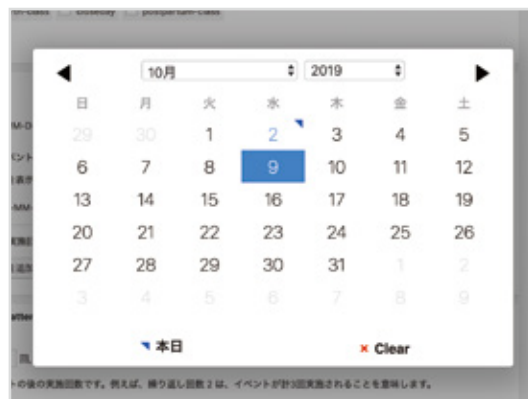 on-class closeday postpartum-class
◀ 10月 2019 ▶
日 月 火 水 木 金 土
29 30 1 2 3 4 5
6 7 8 9 10 11 12
13 14 15 16 17 18 19
20 21 22 23 24 25 26
27 28 29 30 31 1 2
3 4 5 6 7 8 9
本日 × Clear
トの後の実施回数です。例えば、繰り返し回数 2 は、イベントが計3回実施されることを意味します。